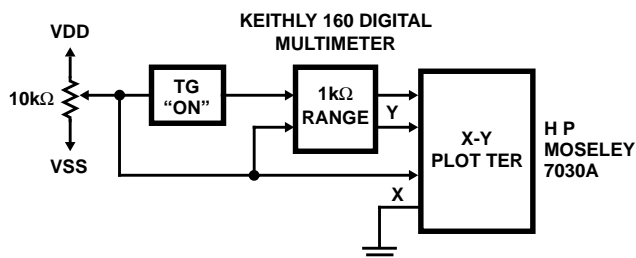 KEITHLY 160 DIGITAL
MULTIMETER
VDD
10kΩ
VSS
TG
“ON”
1kΩ
RANGE
Y
X
X-Y
PLOT TER
H P
MOSELEY
7030A